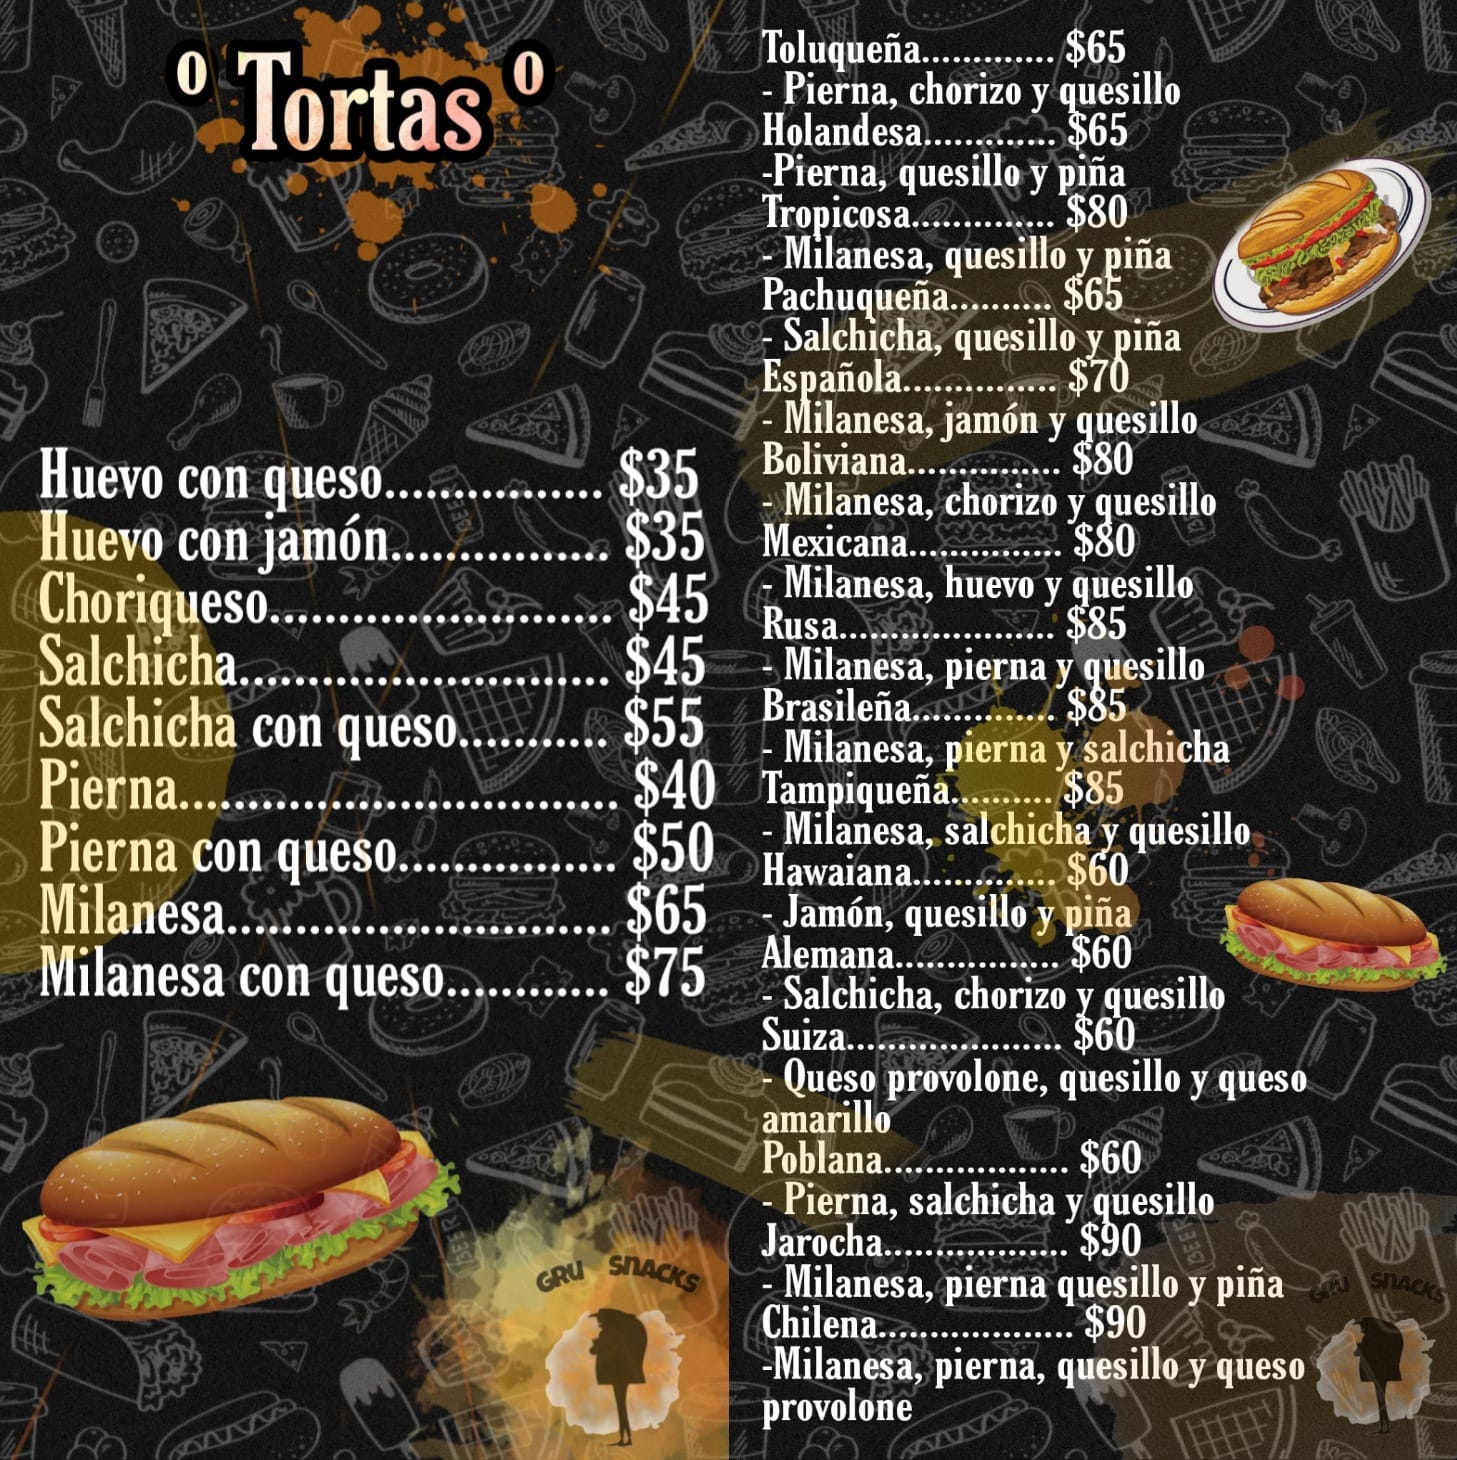 ° Tortas °
Huevo con queso................ $35
Huevo con jamón................ $35
Choriqueso......................... $45
Salchicha........................... $45
Salchicha con queso........... $55
Pierna................................ $40
Pierna con queso................ $50
Milanesa............................ $65
Milanesa con queso............ $75
GRU SNACKS
Toluqueña............. $65
- Pierna, chorizo y quesillo
Holandesa............. $65
-Pierna, quesillo y piña
Tropicosa.............. $80
- Milanesa, quesillo y piña
Pachuqueña.......... $65
- Salchicha, quesillo y piña
Española............... $70
- Milanesa, jamón y quesillo
Boliviana............... $80
- Milanesa, chorizo y quesillo
Mexicana............... $80
- Milanesa, huevo y quesillo
Rusa..................... $85
- Milanesa, pierna y quesillo
Brasileña.............. $85
- Milanesa, pierna y salchicha
Tampiqueña.......... $85
- Milanesa, salchicha y quesillo
Hawaiana.............. $60
- Jamón, quesillo y piña
Alemana................ $60
- Salchicha, chorizo y quesillo
Suiza..................... $60
- Queso provolone, quesillo y queso
amarillo
Poblana.................. $60
- Pierna, salchicha y quesillo
Jarocha.................. $90
- Milanesa, pierna quesillo y piña
Chilena................... $90
-Milanesa, pierna, quesillo y queso
provolone
GRU SNACKS